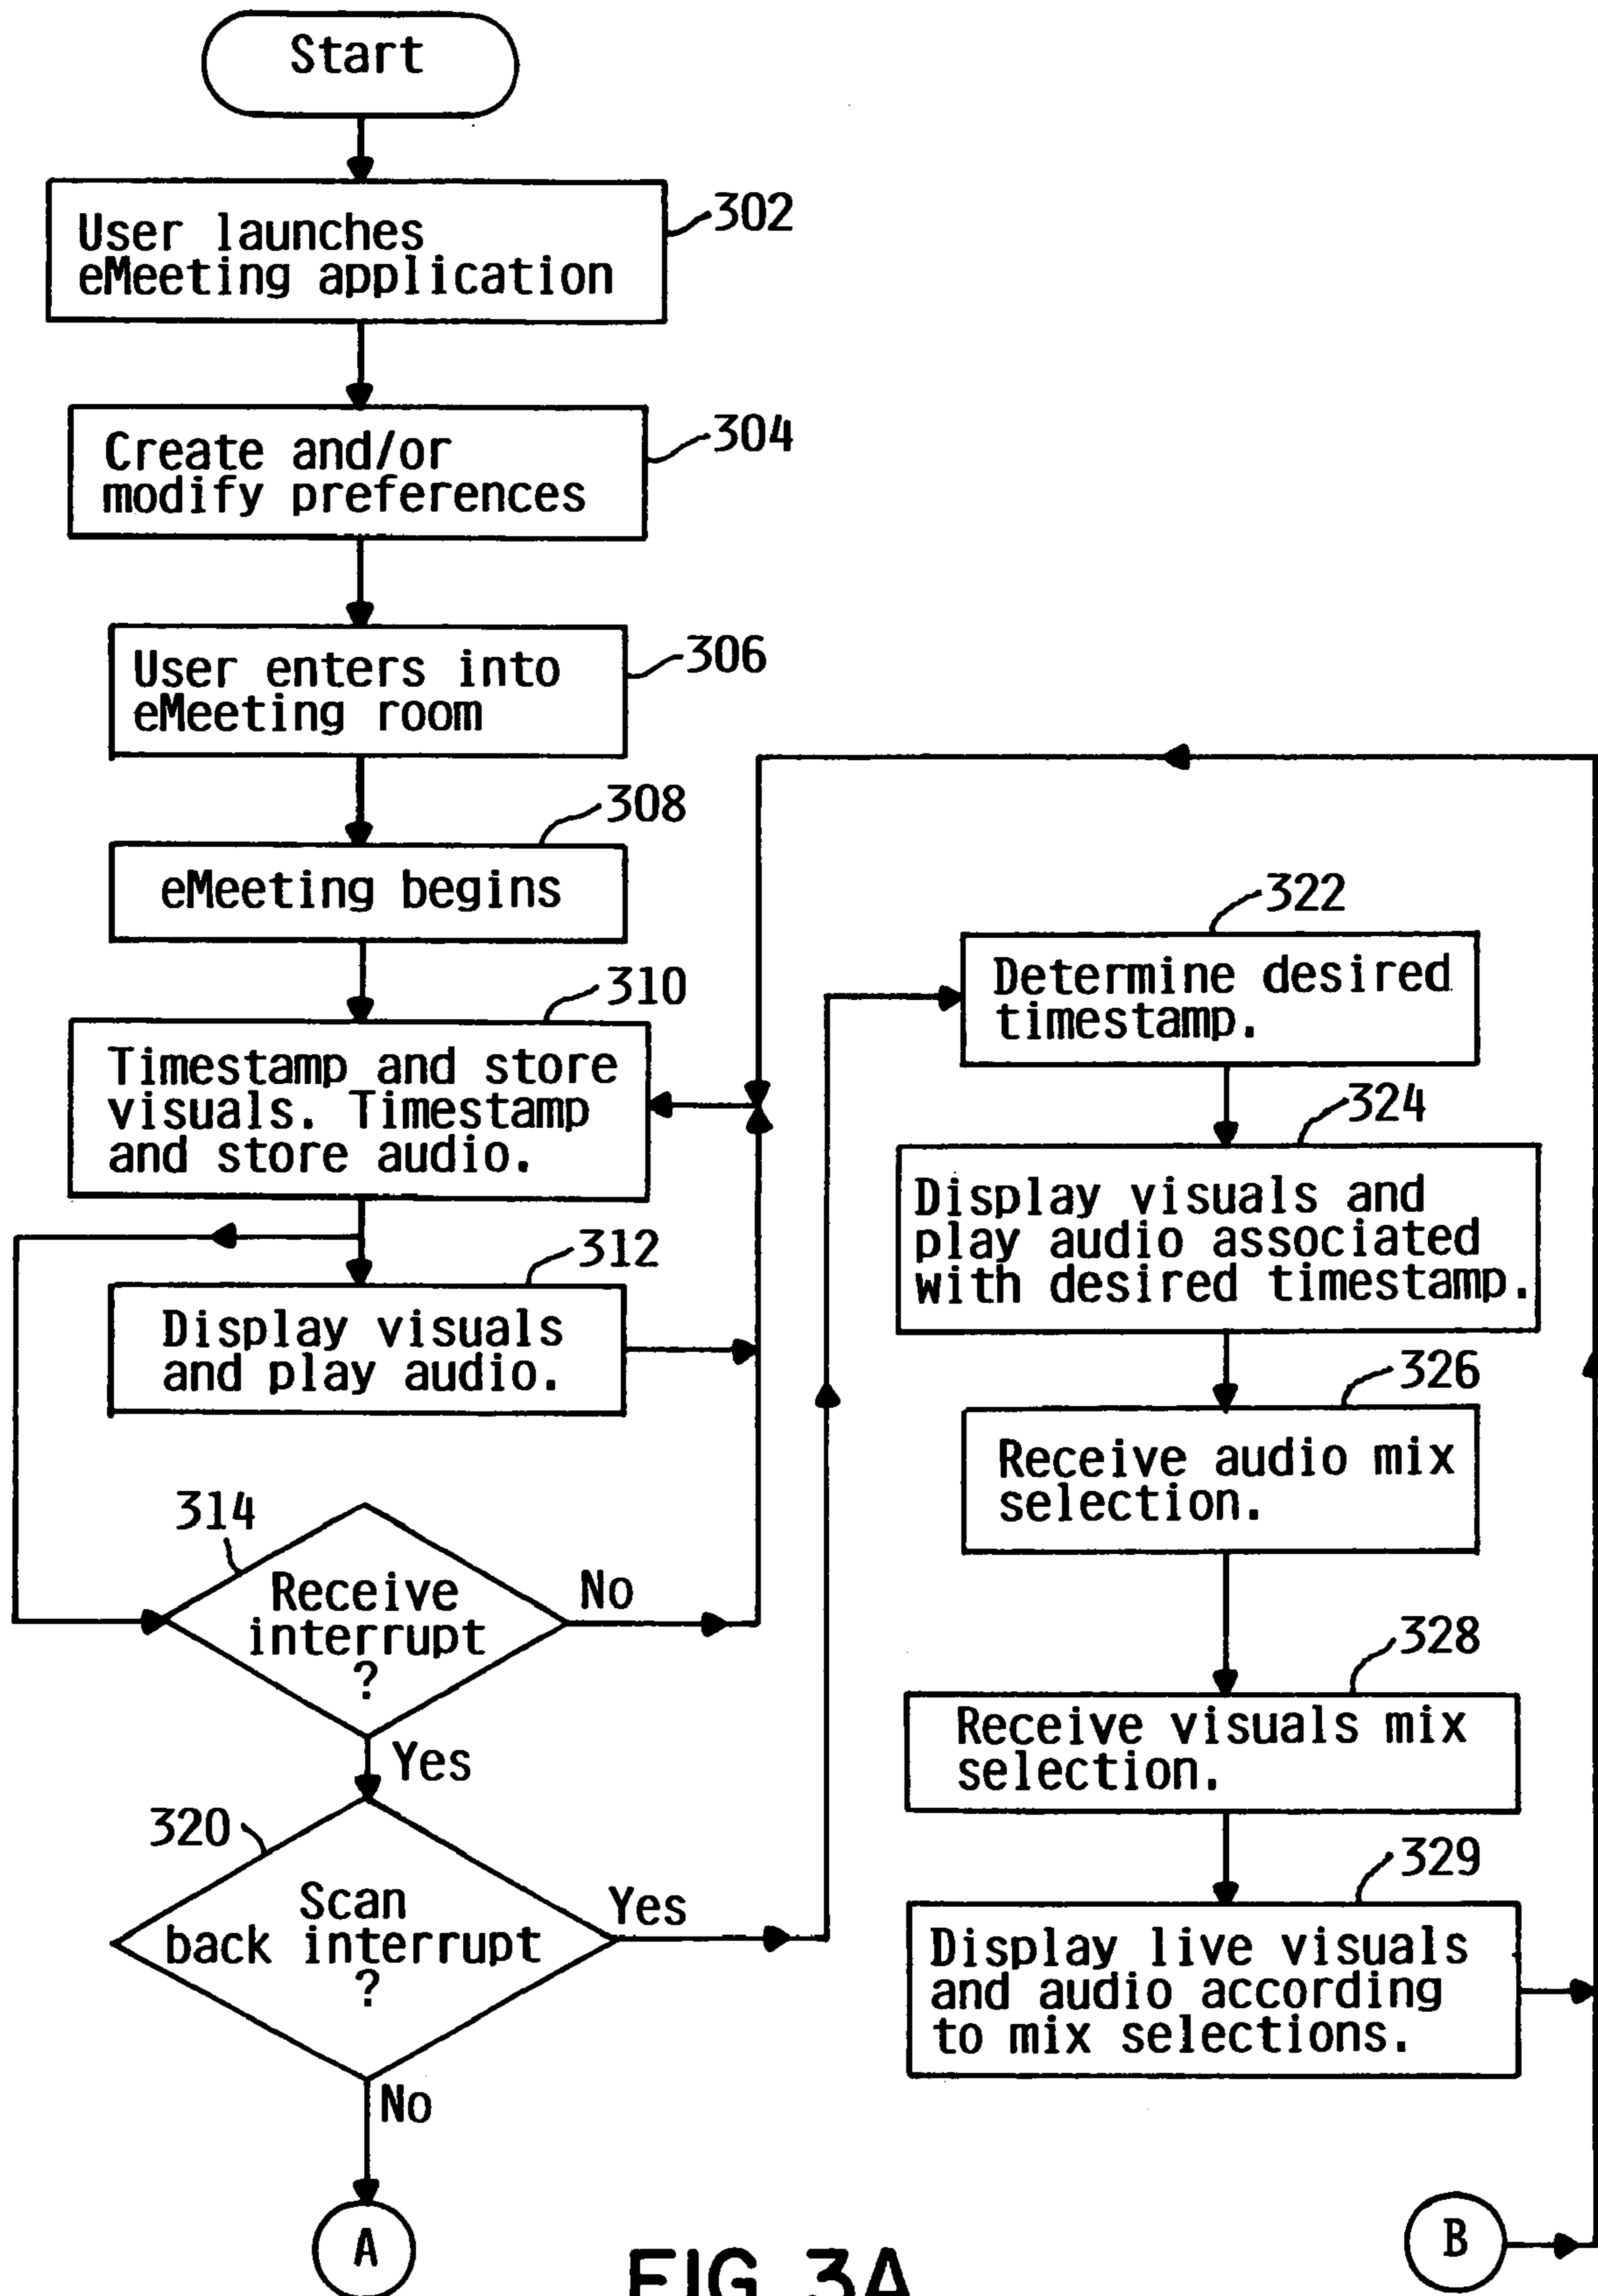 Start
302
User launches
eMeeting application
304
Create and/or
modify preferences
306
User enters into
eMeeting room
308
eMeeting begins
310
Timestamp and store
visuals. Timestamp
and store audio.
312
Display visuals
and play audio.
314
Receive
interrupt
?
No
Yes
320
Scan
back interrupt
?
Yes
No
A
322
Determine desired
timestamp.
324
Display visuals and
play audio associated
with desired timestamp.
326
Receive audio mix
selection.
328
Receive visuals mix
selection.
329
Display live visuals
and audio according
to mix selections.
B
FIG. 3A